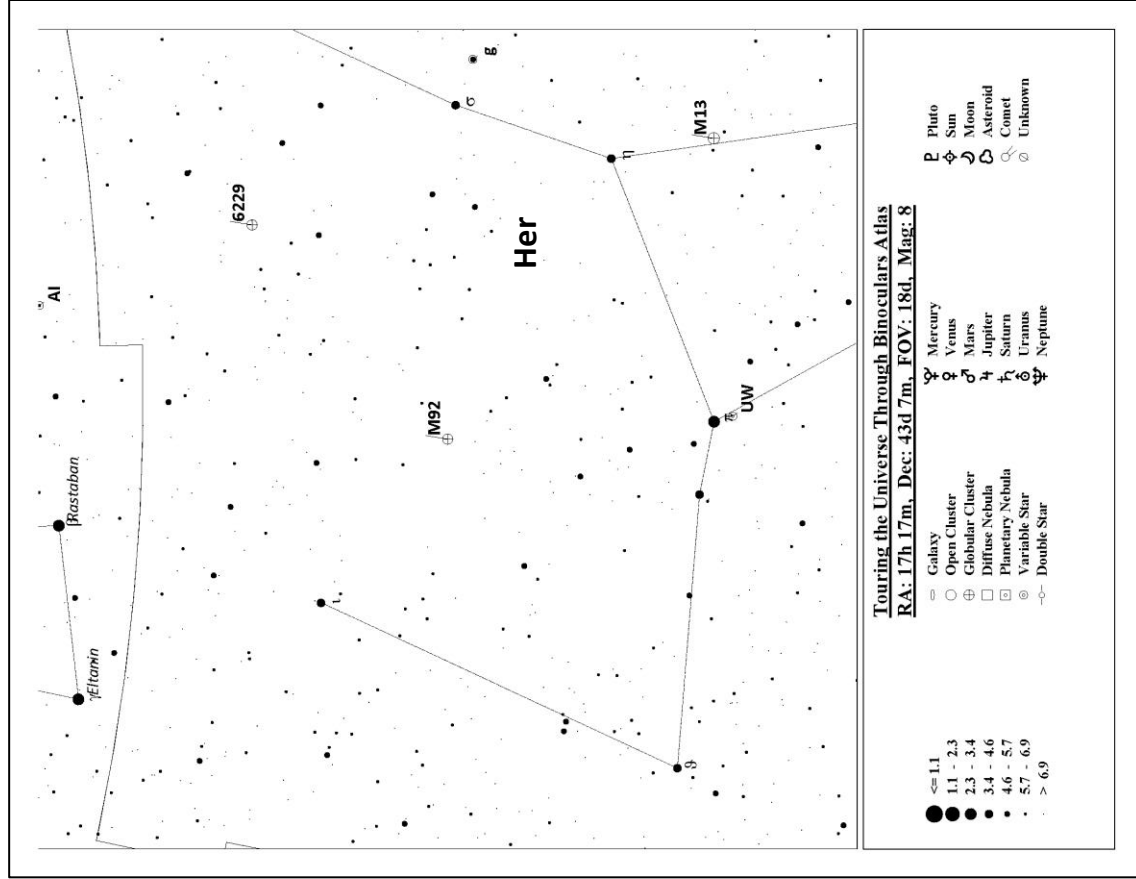 AI
6229
g
σ
βRastaban
γEltanin
M92
Her
M13
η
ι
π
UW
ϑ
Touring the Universe Through Binoculars Atlas
RA: 17h 17m, Dec: 43d 7m, FOV: 18d, Mag: 8
<= 1.1
1.1 - 2.3
2.3 - 3.4
3.4 - 4.6
4.6 - 5.7
5.7 - 6.9
> 6.9
Galaxy
Open Cluster
Globular Cluster
Diffuse Nebula
Planetary Nebula
Variable Star
Double Star
Mercury
Venus
Mars
Jupiter
Saturn
Uranus
Neptune
Pluto
Sun
Moon
Asteroid
Comet
Unknown